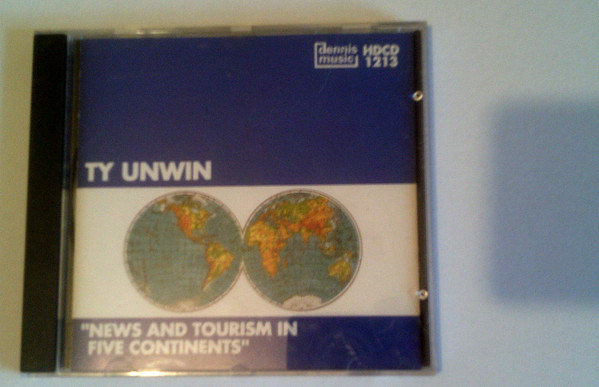 dennis
music
HDCD
1213
TY UNWIN
"NEWS AND TOURISM IN
FIVE CONTINENTS"